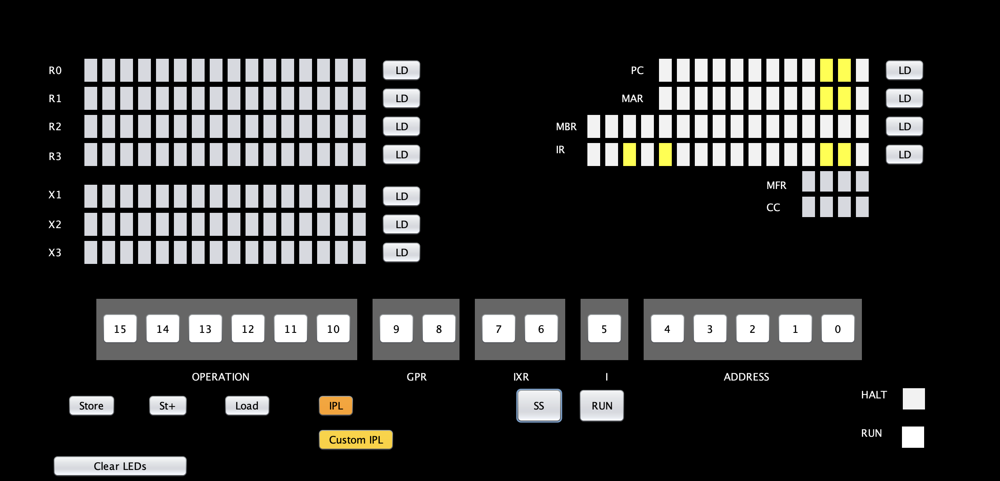 R0 LD PC LD
R1 LD MAR LD
R2 LD MBR LD
R3 LD IR LD
MFR
X1 LD CC
X2 LD
X3 LD
15 14 13 12 11 10 9 8 7 6 5 4 3 2 1 0
OPERATION GPR IXR I ADDRESS
Store St+ Load IPL SS RUN HALT
Custom IPL RUN
Clear LEDs